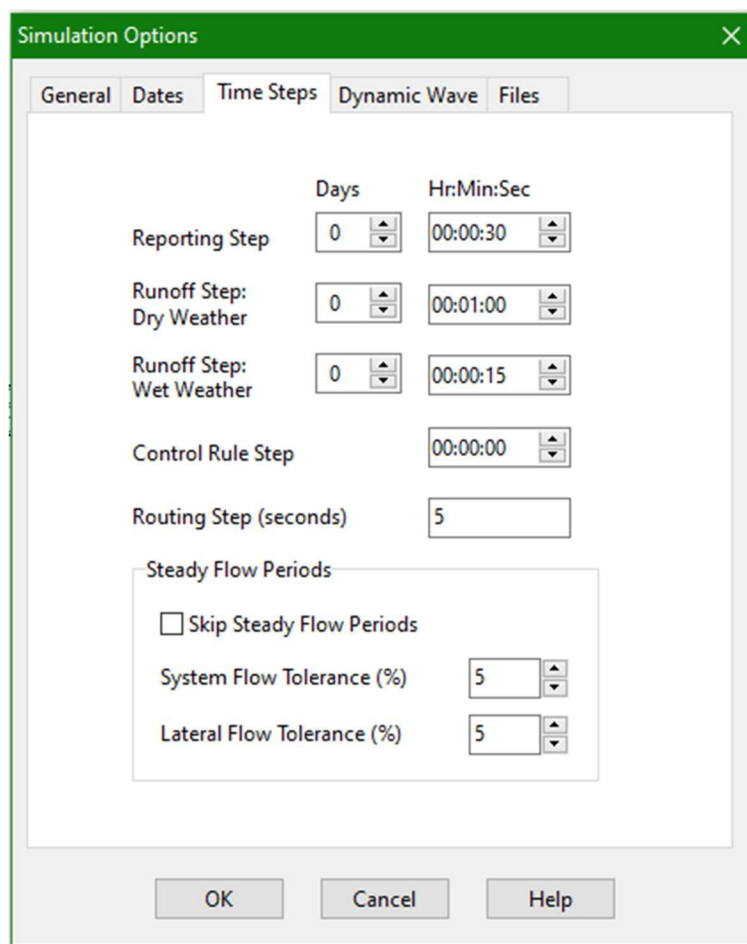 Simulation Options
General Dates Time Steps Dynamic Wave Files
Days Hr:Min:Sec
Reporting Step 0 00:00:30
Runoff Step:
Dry Weather 0 00:01:00
Runoff Step:
Wet Weather 0 00:00:15
Control Rule Step 00:00:00
Routing Step (seconds) 5
Steady Flow Periods
Skip Steady Flow Periods
System Flow Tolerance (%) 5
Lateral Flow Tolerance (%) 5
OK Cancel Help